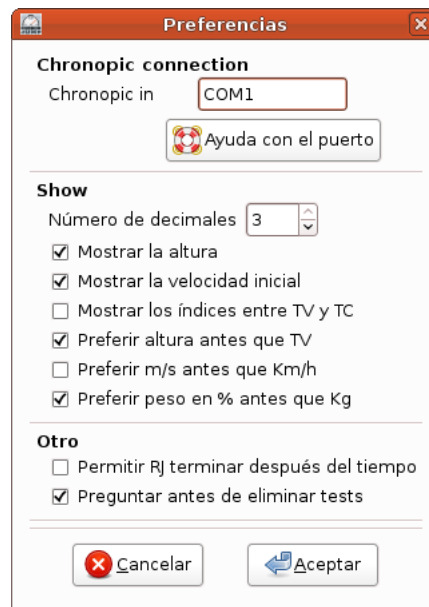 Preferencias
Chronopic connection
Chronopic in COM1
Ayuda con el puerto
Show
Número de decimales 3
Mostrar la altura
Mostrar la velocidad inicial
Mostrar los índices entre TV y TC
Preferir altura antes que TV
Preferir m/s antes que Km/h
Preferir peso en % antes que Kg
Otro
Permitir RJ terminar después del tiempo
Preguntar antes de eliminar tests
Cancelar Aceptar